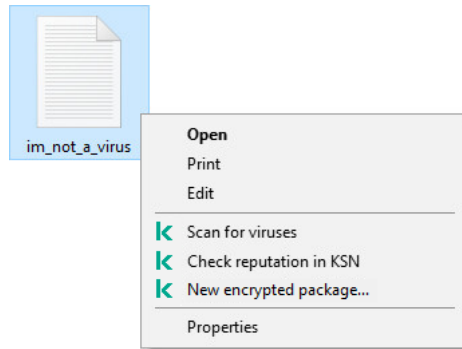 im_not_a_virus
Open
Print
Edit
Scan for viruses
Check reputation in KSN
New encrypted package...
Properties